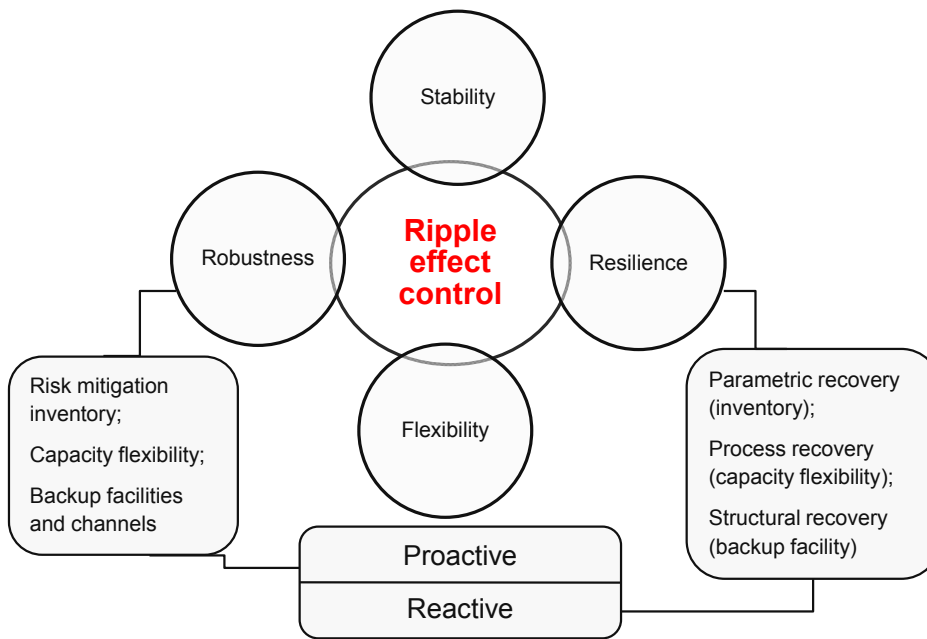 Stability
Robustness
Ripple
effect
control
Resilience
Flexibility
Risk mitigation
inventory;
Capacity flexibility;
Backup facilities
and channels
Parametric recovery
(inventory);
Process recovery
(capacity flexibility);
Structural recovery
(backup facility)
Proactive
Reactive